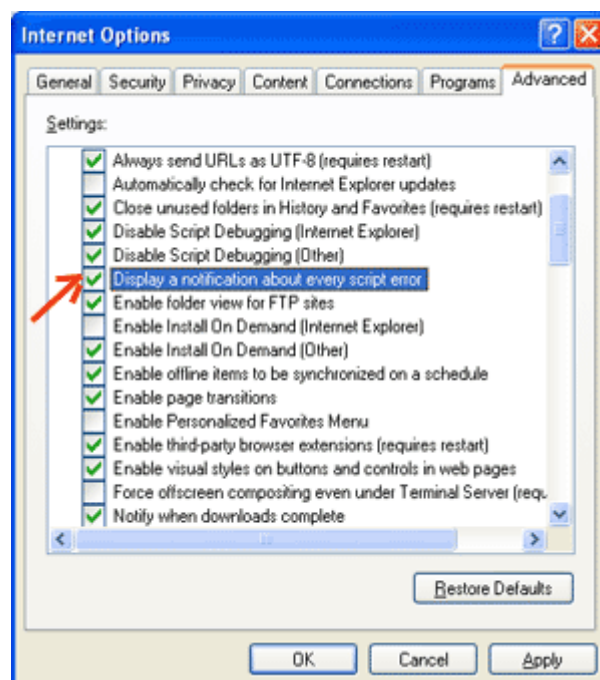 Internet Options
General Security Privacy Content Connections Programs Advanced
Settings:
Always send URLs as UTF-8 (requires restart)
Automatically check for Internet Explorer updates
Close unused folders in History and Favorites (requires restart)
Disable Script Debugging (Internet Explorer)
Disable Script Debugging (Other)
Display a notification about every script error
Enable folder view for FTP sites
Enable Install On Demand (Internet Explorer)
Enable Install On Demand (Other)
Enable offline items to be synchronized on a schedule
Enable page transitions
Enable Personalized Favorites Menu
Enable third-party browser extensions (requires restart)
Enable visual styles on buttons and controls in web pages
Force offscreen compositing even under Terminal Server (requ
Notify when downloads complete
Restore Defaults
OK Cancel Apply